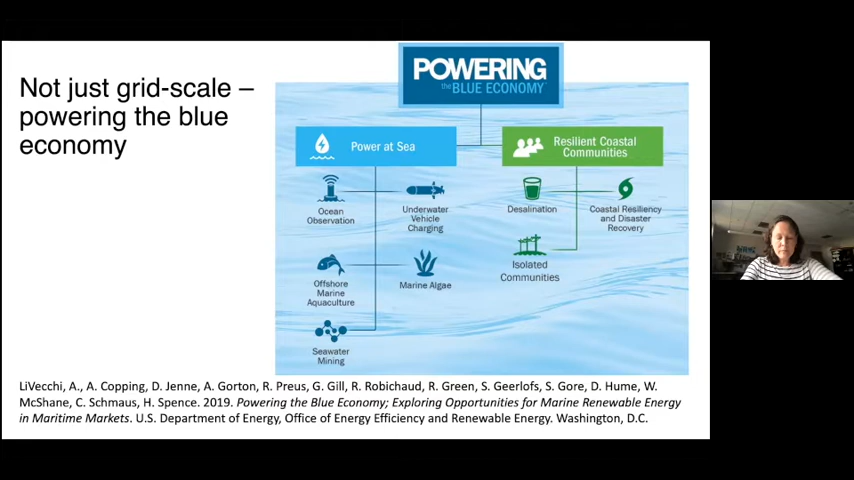 Not just grid-scale –
powering the blue
economy
POWERING
the BLUE ECONOMY
Power at Sea
Resilient Coastal
Communities
Ocean
Observation
Underwater
Vehicle
Charging
Desalination
Coastal Resiliency
and Disaster
Recovery
Offshore
Marine
Aquaculture
Marine Algae
Isolated
Communities
Seawater
Mining
LiVecchi, A., A. Copping, D. Jenne, A. Gorton, R. Preus, G. Gill, R. Robichaud, R. Green, S. Geerlofs, S. Gore, D. Hume, W.
McShane, C. Schmaus, H. Spence. 2019. Powering the Blue Economy; Exploring Opportunities for Marine Renewable Energy
in Maritime Markets. U.S. Department of Energy, Office of Energy Efficiency and Renewable Energy. Washington, D.C.